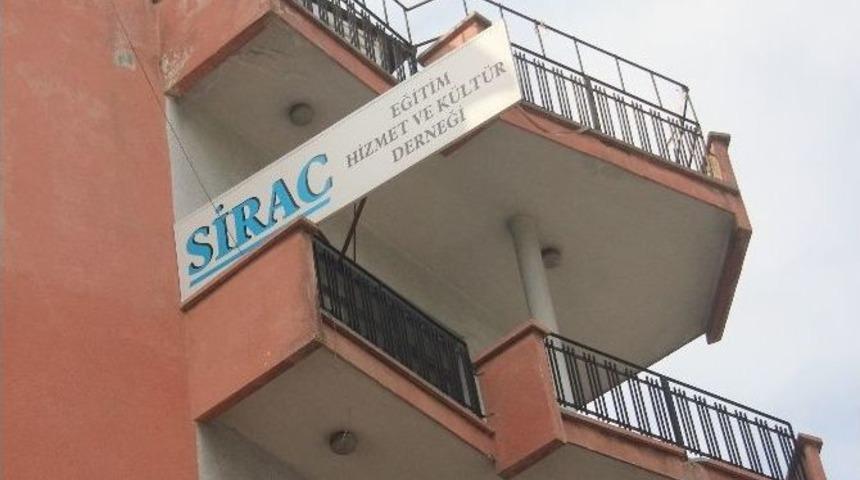 SİRAC
EĞİTİM
HİZMET VE KÜLTÜR
DERNEĞİ